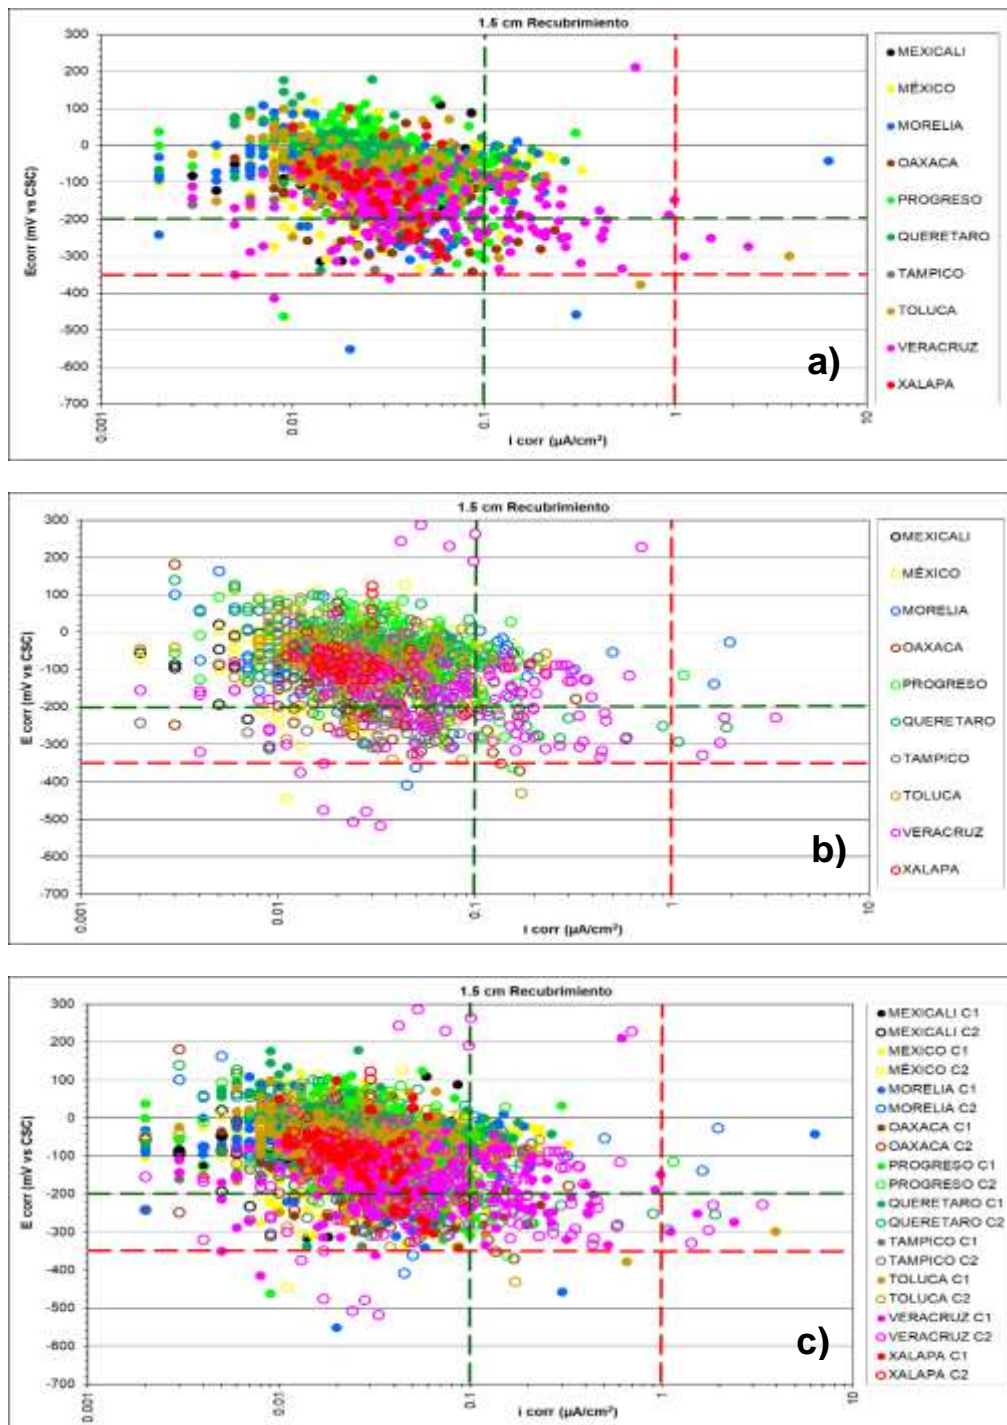 1.5 cm Recubrimiento
300
200
100
0
-100
-200
-300
-400
-500
-600
-700
Ecorr (mV vs CSC)
0.001
0.01
0.1
1
10
i corr (µA/cm²)
MEXICALI
MÉXICO
MORELIA
OAXACA
PROGRESO
QUERETARO
TAMPICO
TOLUCA
VERACRUZ
XALAPA
a)
1.5 cm Recubrimiento
300
200
100
0
-100
-200
-300
-400
-500
-600
-700
E corr (mV vs CSC)
0.001
0.01
0.1
1
10
i corr (µA/cm²)
MEXICALI
MÉXICO
MORELIA
OAXACA
PROGRESO
QUERETARO
TAMPICO
TOLUCA
VERACRUZ
XALAPA
b)
1.5 cm Recubrimiento
300
200
100
0
-100
-200
-300
-400
-500
-600
-700
E corr (mV vs CSC)
0.001
0.01
0.1
1
10
i corr (µA/cm²)
MEXICALI C1
MEXICALI C2
MEXICO C1
MÉXICO C2
MORELIA C1
MORELIA C2
OAXACA C1
OAXACA C2
PROGRESO C1
PROGRESO C2
QUERETARO C1
QUERETARO C2
TAMPICO C1
TAMPICO C2
TOLUCA C1
TOLUCA C2
VERACRUZ C1
VERACRUZ C2
XALAPA C1
XALAPA C2
c)